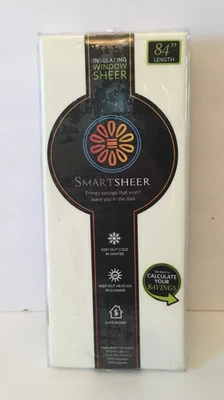 INSULATING
WINDOW
SHEER
84"
LENGTH
SMARTSHEER
Energy savings that won't
leave you in the dark
KEEP OUT COLD
IN WINTER
KEEP OUT HEAT/UV
IN SUMMER
SAVE MONEY
CALCULATE
YOUR
SAVINGS